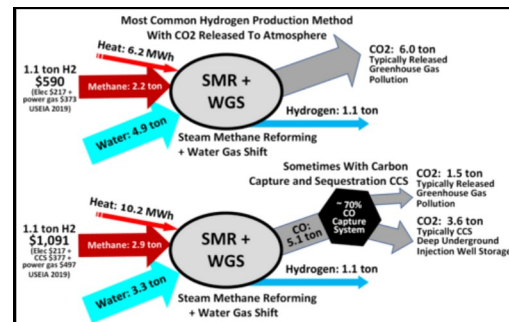 Most Common Hydrogen Production Method
With CO2 Released To Atmosphere
Heat: 6.2 MWh
1.1 ton H2
$590
(Elec $217 +
power gas $373
USEIA 2019)
Methane: 2.2 ton
Water: 4.9 ton
SMR +
WGS
CO2: 6.0 ton
Typically Released
Greenhouse Gas
Pollution
Hydrogen: 1.1 ton
Steam Methane Reforming
+ Water Gas Shift
Sometimes With Carbon
Capture and Sequestration CCS
Heat: 10.2 MWh
1.1 ton H2
$1,091
(Elec $217 +
CCS $377 +
power gas $497
USEIA 2019)
Methane: 2.9 ton
Water: 3.3 ton
SMR +
WGS
CO: 5.1 ton
~ 70%
CO
Capture
System
CO2: 1.5 ton
Typically Released
Greenhouse Gas
Pollution
CO2: 3.6 ton
Typically CCS
Deep Underground
Injection Well Storage
Hydrogen: 1.1 ton
Steam Methane Reforming
+ Water Gas Shift